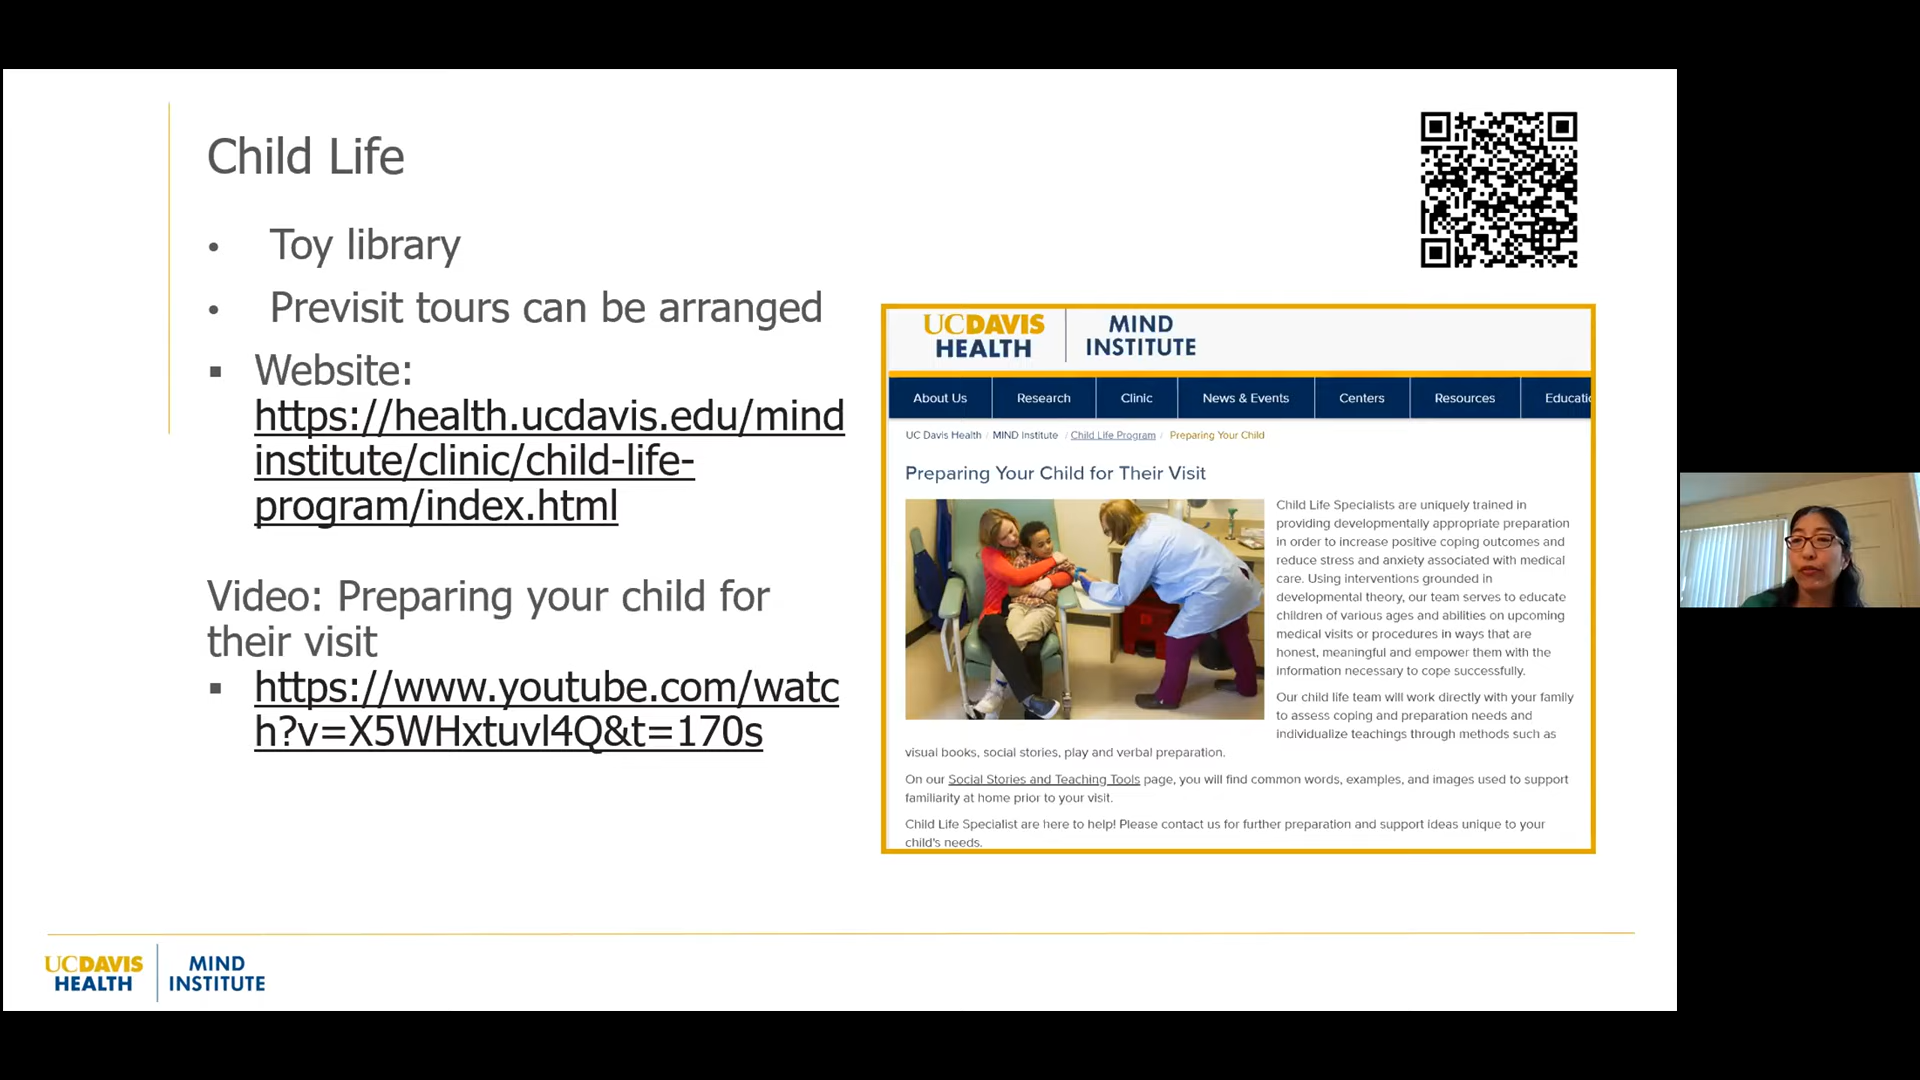 Child Life
• Toy library
• Previsit tours can be arranged
▪ Website:
https://health.ucdavis.edu/mind
institute/clinic/child-life-
program/index.html
Video: Preparing your child for
their visit
▪ https://www.youtube.com/watc
h?v=X5WHxtuvl4Q&t=170s
UCDAVIS
HEALTH
MIND
INSTITUTE
About Us
Research
Clinic
News & Events
Centers
Resources
Educatio
UC Davis Health / MIND Institute / Child Life Program / Preparing Your Child
Preparing Your Child for Their Visit
Child Life Specialists are uniquely trained in
providing developmentally appropriate preparation
in order to increase positive coping outcomes and
reduce stress and anxiety associated with medical
care. Using interventions grounded in
developmental theory, our team serves to educate
children of various ages and abilities on upcoming
medical visits or procedures in ways that are
honest, meaningful and empower them with the
information necessary to cope successfully.
Our child life team will work directly with your family
to assess coping and preparation needs and
individualize teachings through methods such as
visual books, social stories, play and verbal preparation.
On our Social Stories and Teaching Tools page, you will find common words, examples, and images used to support
familiarity at home prior to your visit.
Child Life Specialist are here to help! Please contact us for further preparation and support ideas unique to your
child's needs.
UCDAVIS
HEALTH
MIND
INSTITUTE